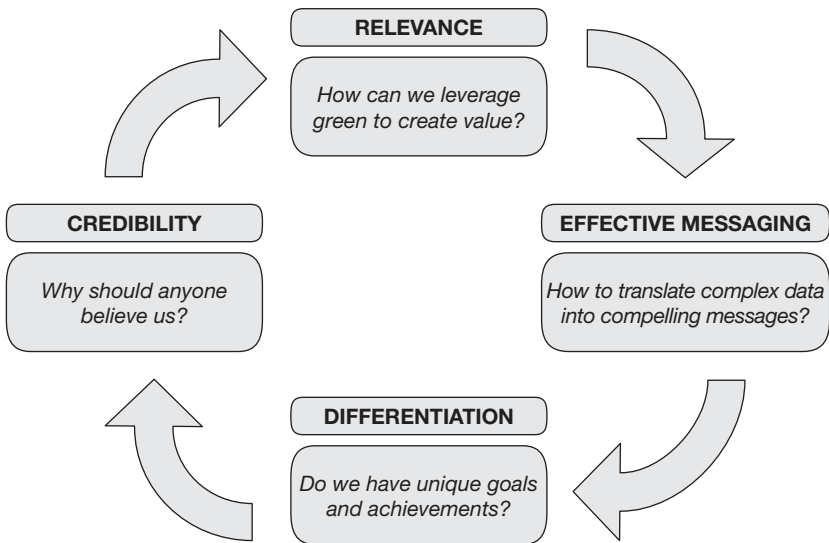 RELEVANCE
How can we leverage
green to create value?
EFFECTIVE MESSAGING
How to translate complex data
into compelling messages?
DIFFERENTIATION
Do we have unique goals
and achievements?
CREDIBILITY
Why should anyone
believe us?